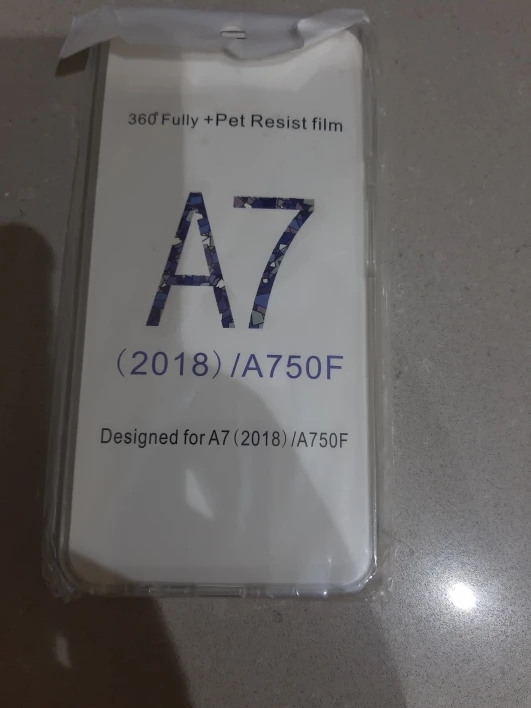 360° Fully +Pet Resist film
A7
(2018)/A750F
Designed for A7(2018)/A750F